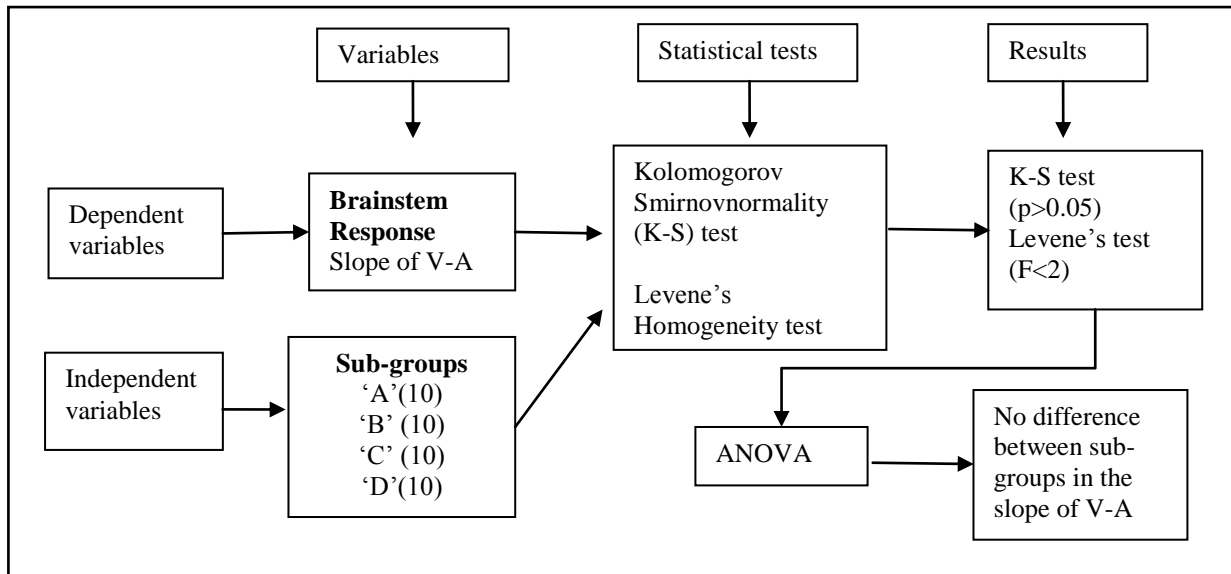 Variables
Statistical tests
Results
Dependent
variables
Brainstem
Response
Slope of V-A
Kolomogorov
Smirnovnormality
(K-S) test
Levene’s
Homogeneity test
K-S test
(p>0.05)
Levene’s test
(F<2)
Independent
variables
Sub-groups
‘A’(10)
‘B’ (10)
‘C’ (10)
‘D’(10)
ANOVA
No difference
between sub-
groups in the
slope of V-A